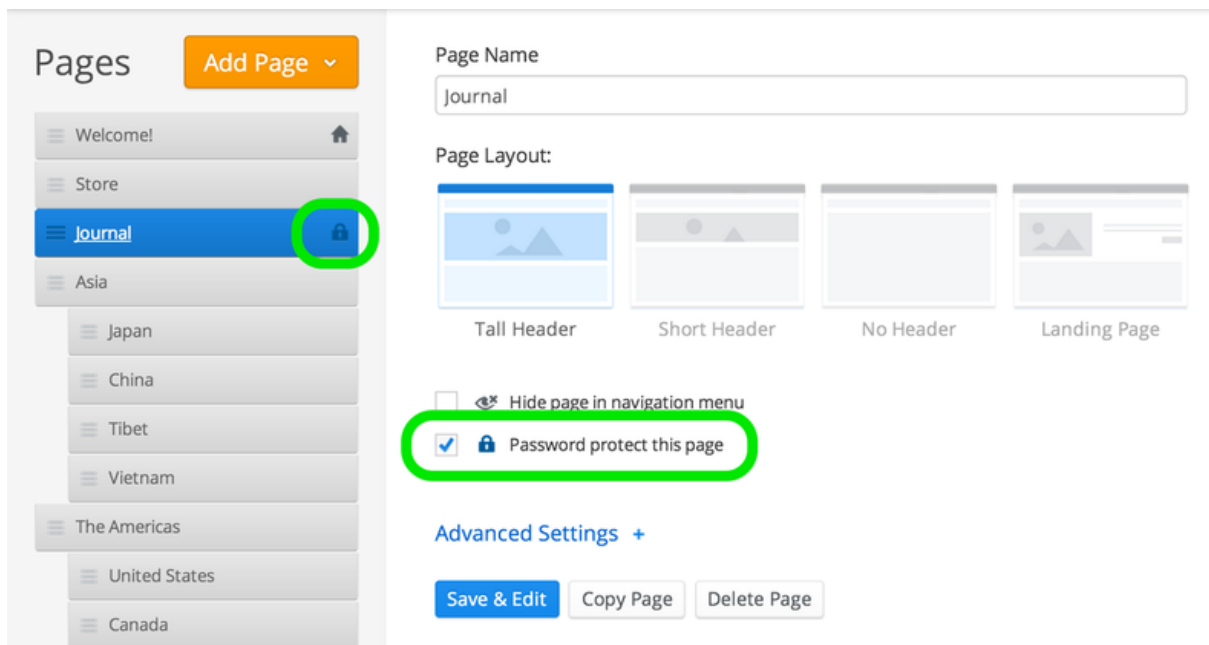 Pages
Add Page
Welcome!
Store
Journal
Asia
Japan
China
Tibet
Vietnam
The Americas
United States
Canada
Page Name
Journal
Page Layout:
Tall Header
Short Header
No Header
Landing Page
Hide page in navigation menu
Password protect this page
Advanced Settings +
Save & Edit
Copy Page
Delete Page